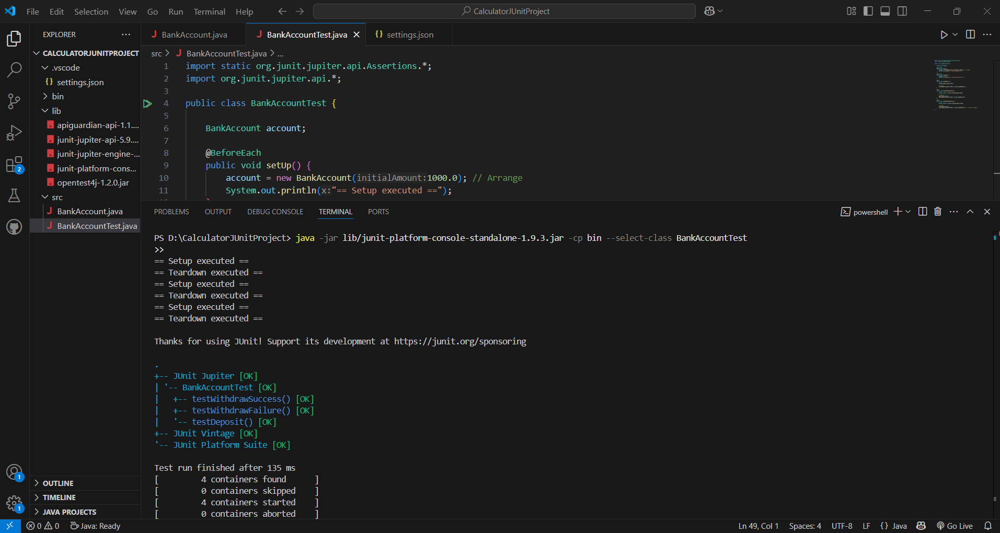 File Edit Selection View Go Run Terminal Help
CalculatorJUnitProject
EXPLORER
CALCULATORJUNITPROJECT
.vscode
{} settings.json
bin
lib
apiguardian-api-1.1....
junit-jupiter-api-5.9....
junit-jupiter-engine-...
junit-platform-cons...
opentest4j-1.2.0.jar
src
J BankAccount.java
J BankAccountTest.java
OUTLINE
TIMELINE
JAVA PROJECTS
2
1
1
J BankAccount.java
J BankAccountTest.java
{} settings.json
src > J BankAccountTest.java > ...
1 import static org.junit.jupiter.api.Assertions.*;
2 import org.junit.jupiter.api.*;
3
4 public class BankAccountTest {
5
6 BankAccount account;
7
8 @BeforeEach
9 public void setUp() {
10 account = new BankAccount(initialAmount:1000.0); // Arrange
11 System.out.println(x:"== Setup executed ==");
PROBLEMS OUTPUT DEBUG CONSOLE TERMINAL PORTS
powershell
PS D:\CalculatorJUnitProject> java -jar lib/junit-platform-console-standalone-1.9.3.jar -cp bin --select-class BankAccountTest
>>
== Setup executed ==
== Teardown executed ==
== Setup executed ==
== Teardown executed ==
== Setup executed ==
== Teardown executed ==
Thanks for using JUnit! Support its development at https://junit.org/sponsoring
.
+-- JUnit Jupiter [OK]
| '-- BankAccountTest [OK]
|   +-- testWithdrawSuccess() [OK]
|   +-- testWithdrawFailure() [OK]
|   '-- testDeposit() [OK]
+-- JUnit Vintage [OK]
'-- JUnit Platform Suite [OK]
Test run finished after 135 ms
[         4 containers found      ]
[         0 containers skipped    ]
[         4 containers started    ]
[         0 containers aborted    ]
0 0 Java: Ready
Ln 49, Col 1 Spaces: 4 UTF-8 LF {} Java Go Live